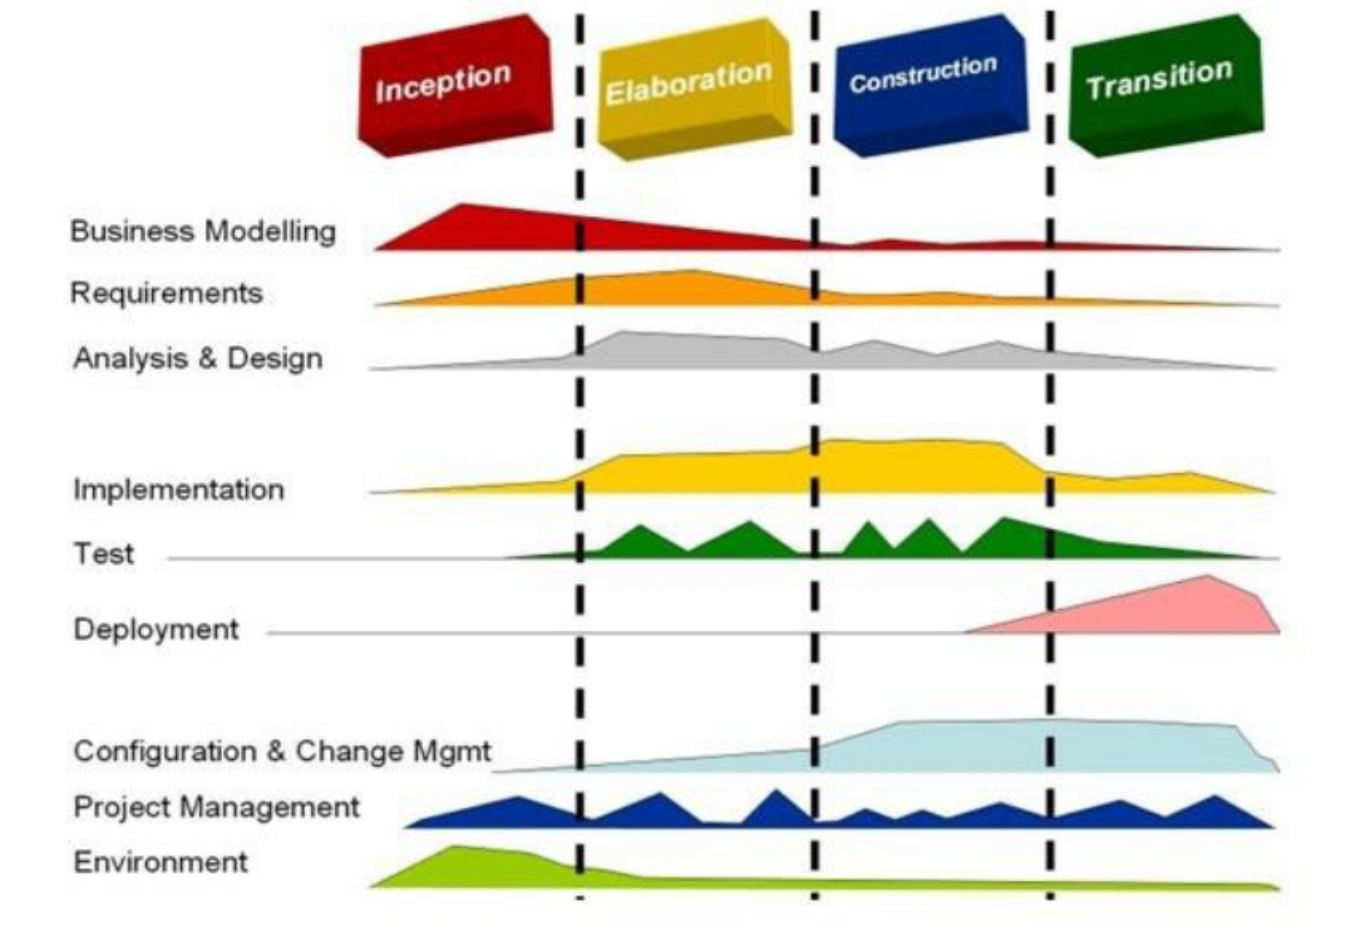 Inception
Elaboration
Construction
Transition
Business Modelling
Requirements
Analysis & Design
Implementation
Test
Deployment
Configuration & Change Mgmt
Project Management
Environment